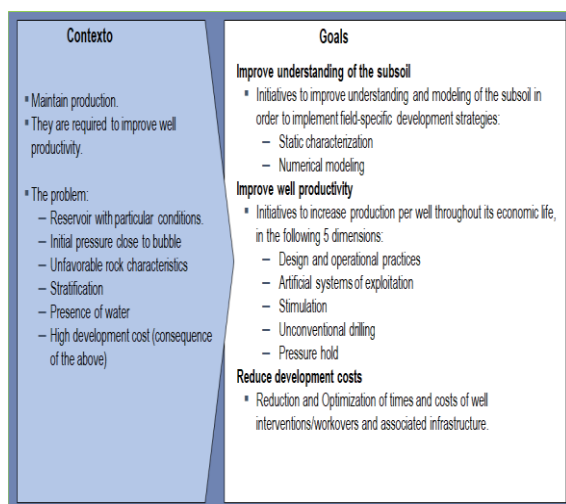 Contexto
Maintain production.
They are required to improve well
productivity.
The problem:
– Reservoir with particular conditions.
– Initial pressure close to bubble
– Unfavorable rock characteristics
– Stratification
– Presence of water
– High development cost (consequence
of the above)
Goals
Improve understanding of the subsoil
Initiatives to improve understanding and modeling of the subsoil in
order to implement field-specific development strategies:
– Static characterization
– Numerical modeling
Improve well productivity
Initiatives to increase production per well throughout its economic life,
in the following 5 dimensions:
– Design and operational practices
– Artificial systems of exploitation
– Stimulation
– Unconventional drilling
– Pressure hold
Reduce development costs
Reduction and Optimization of times and costs of well
interventions/workovers and associated infrastructure.